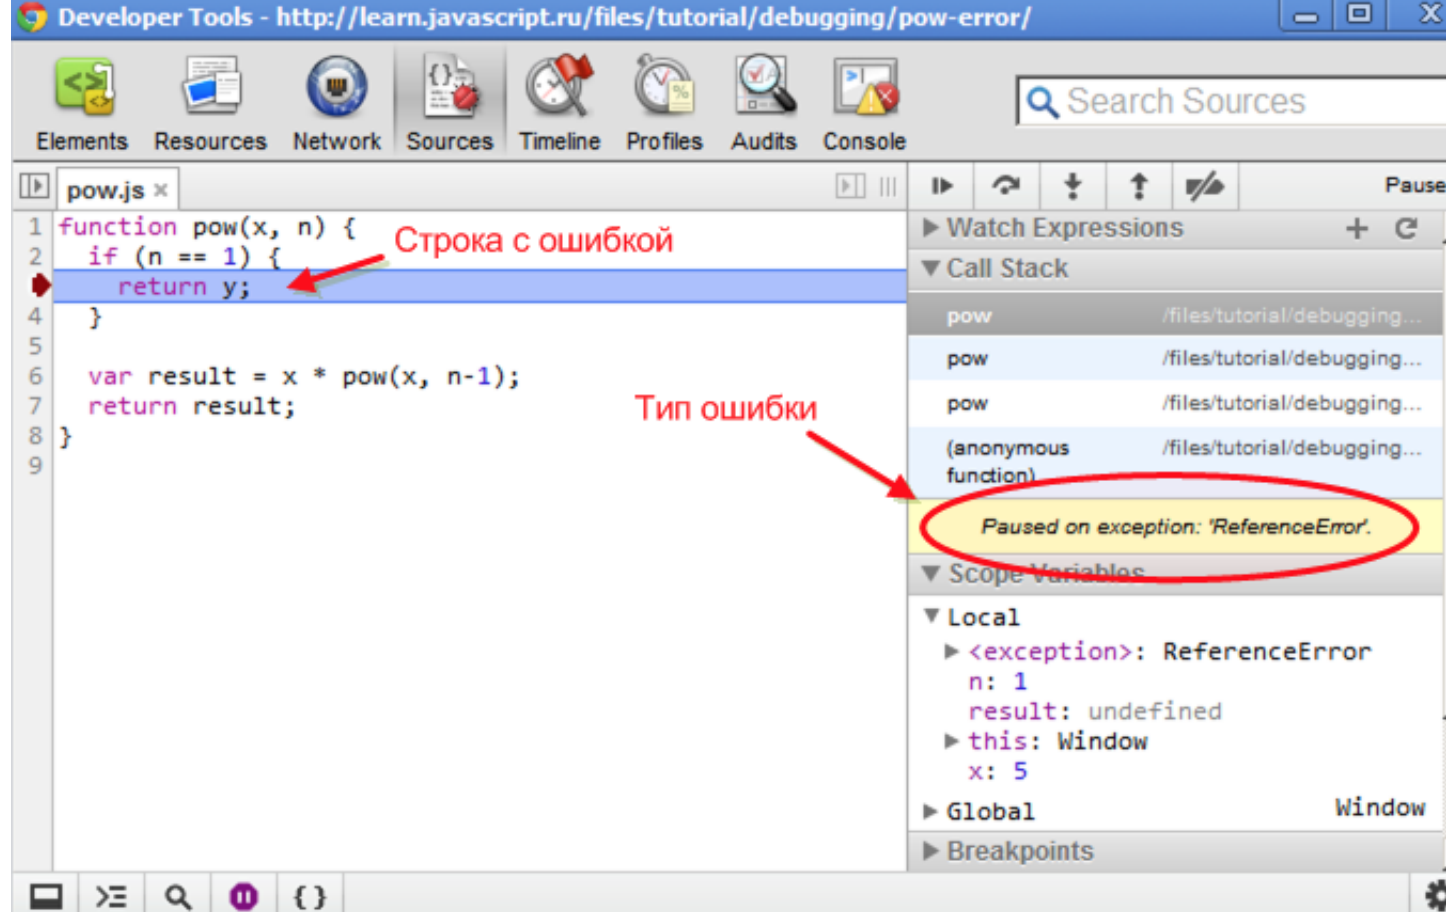 Developer Tools - http://learn.javascript.ru/files/tutorial/debugging/pow-error/
Elements Resources Network Sources Timeline Profiles Audits Console
Search Sources
pow.js ×
Pause
1 function pow(x, n) {
2 if (n == 1) {
return y;
4 }
5
6 var result = x * pow(x, n-1);
7 return result;
8 }
9
Строка с ошибкой
Тип ошибки
Watch Expressions
Call Stack
pow /files/tutorial/debugging...
pow /files/tutorial/debugging...
pow /files/tutorial/debugging...
(anonymous /files/tutorial/debugging...
function)
Paused on exception: 'ReferenceError'.
Scope Variables
Local
<exception>: ReferenceError
n: 1
result: undefined
this: Window
x: 5
Global Window
Breakpoints